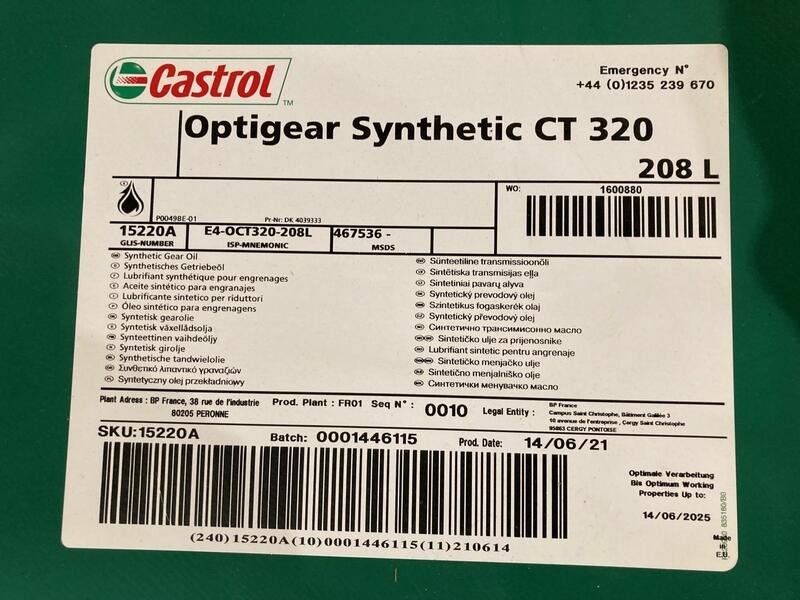 Castrol
TM
Emergency N°
+44 (0)1235 239 670
Optigear Synthetic CT 320
208 L
P0049BE-01
Pr-Nr: DK 4039333
WO:
1600880
15220A
GLIS-NUMBER
E4-OCT320-208L
ISP-MNEMONIC
467536 -
MSDS
Synthetic Gear Oil
Synthetisches Getriebeöl
Lubrifiant synthétique pour engrenages
Aceite sintético para engranajes
Lubrificante sintetico per riduttori
Óleo sintético para engrenagens
Syntetisk gearolie
Syntetisk växellådsolja
Synteettinen vaihdeöljy
Syntetisk girolje
Synthetische tandwielolie
Συνθετικό λιπαντικό γραναζιών
Syntetyczny olej przekładniowy
Sünteetiline transmissiooniõli
Sintētiska transmisijas eļļa
Sintetiniai pavarų alyva
Syntetický prevodový olej
Szintetikus fogaskerék olaj
Syntetický převodový olej
Синтетично трансимисонно масло
Sintetičko ulje za prijenosnike
Lubrifiant sintetic pentru angrenaje
Sintetičko menjačko ulje
Sintetično menjalniško olje
Синтетички менувачко масло
Plant Adress : BP France, 38 rue de l'industrie
80205 PERONNE
Prod. Plant : FR01 Seq N° : 0010
Legal Entity :
BP France
Campus Saint Christophe, Bâtiment Galilée 3
10 avenue de l'entreprise , Cergy Saint Christophe
95863 CERGY PONTOISE
SKU:15220A
Batch: 0001446115
Prod. Date: 14/06/21
(240)15220A(10)0001446115(11)210614
Optimale Verarbeitung
Bis Optimum Working
Properties Up to:
14/06/2025
Made
IN
E.U.